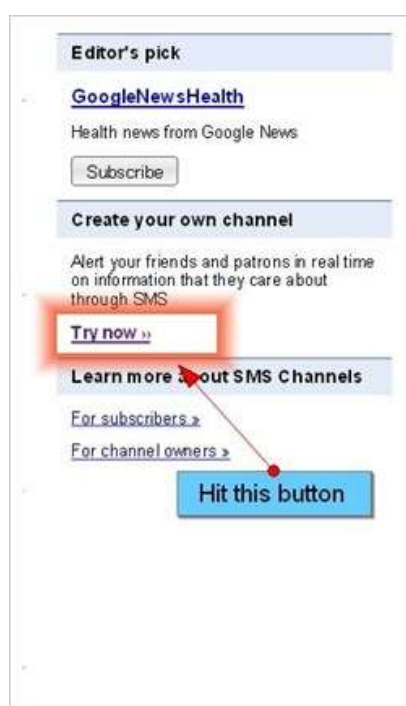 Editor's pick
GoogleNewsHealth
Health news from Google News
Subscribe
Create your own channel
Alert your friends and patrons in real time
on information that they care about
through SMS
Try now »
Learn more about SMS Channels
For subscribers »
For channel owners »
Hit this button